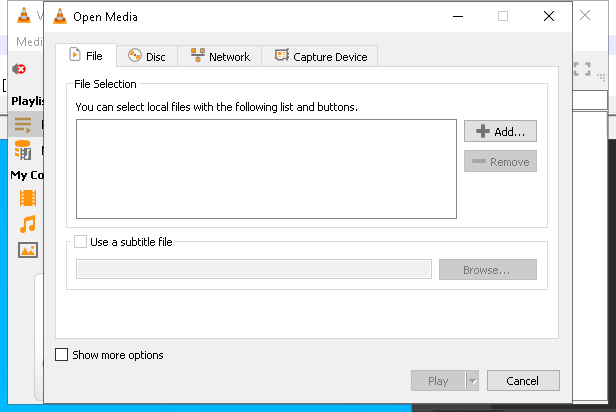 Open Media
Medi
File
Disc
Network
Capture Device
File Selection
You can select local files with the following list and buttons.
Add...
Remove
Playlis
My Co
Use a subtitle file
Browse...
Show more options
Play
Cancel